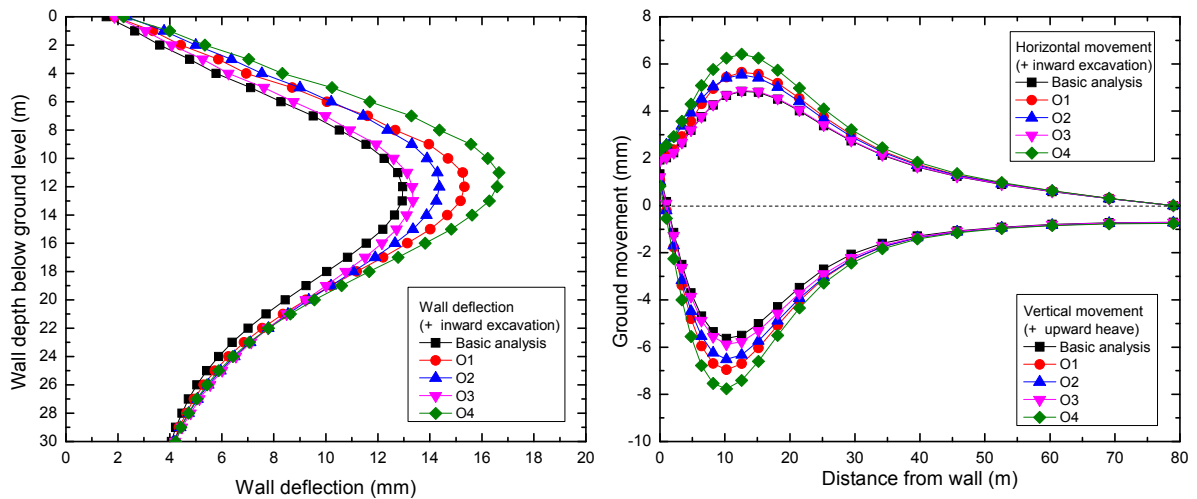 0 2 4 6 8 10 12 14 16 18 20 22 24 26 28 30
Wall depth below ground level (m)
Wall deflection
(+ inward excavation)
Basic analysis
O1
O2
O3
O4
0 2 4 6 8 10 12 14 16 18 20
Wall deflection (mm)
8 6 4 2 0 -2 -4 -6 -8 -10
Ground movement (mm)
Horizontal movement
(+ inward excavation)
Basic analysis
O1
O2
O3
O4
Vertical movement
(+ upward heave)
Basic analysis
O1
O2
O3
O4
0 10 20 30 40 50 60 70 80
Distance from wall (m)